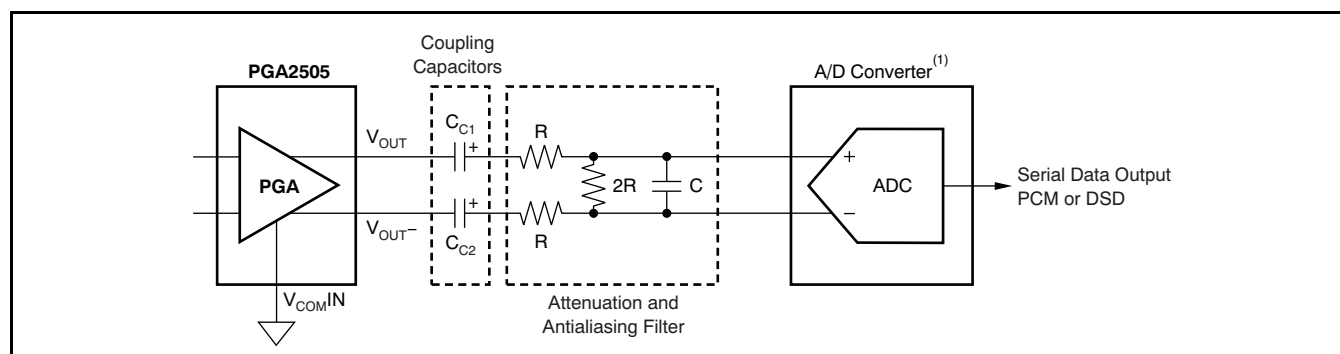 Coupling
Capacitors
PGA2505
A/D Converter(1)
VOUT
CC1
+
R
PGA
2R
C
+
ADC
−
Serial Data Output
PCM or DSD
VOUT−
CC2
+
R
VCOMIN
Attenuation and
Antialiasing Filter